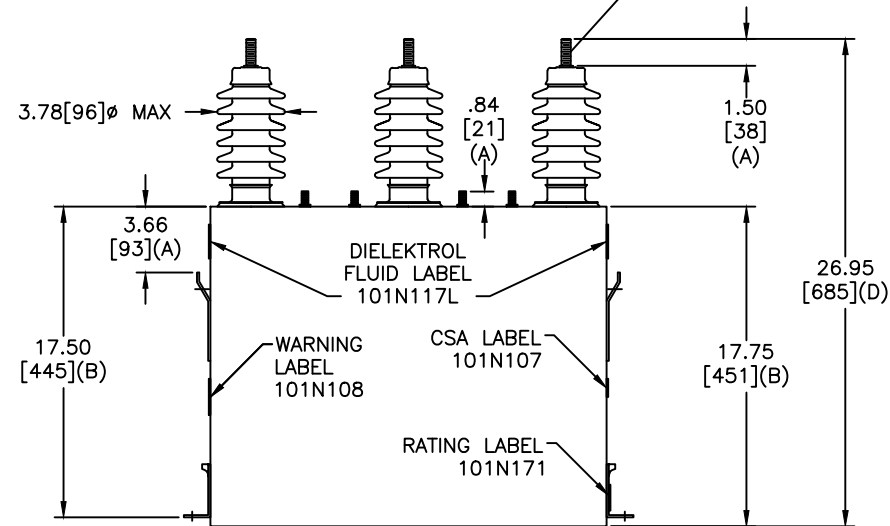 3.78[96]ø MAX
.84
[21]
(A)
1.50
[38]
(A)
3.66
[93](A)
DIELEKTROL
FLUID LABEL
101N117L
26.95
[685](D)
17.50
[445](B)
WARNING
LABEL
101N108
CSA LABEL
101N107
17.75
[451](B)
RATING LABEL
101N171